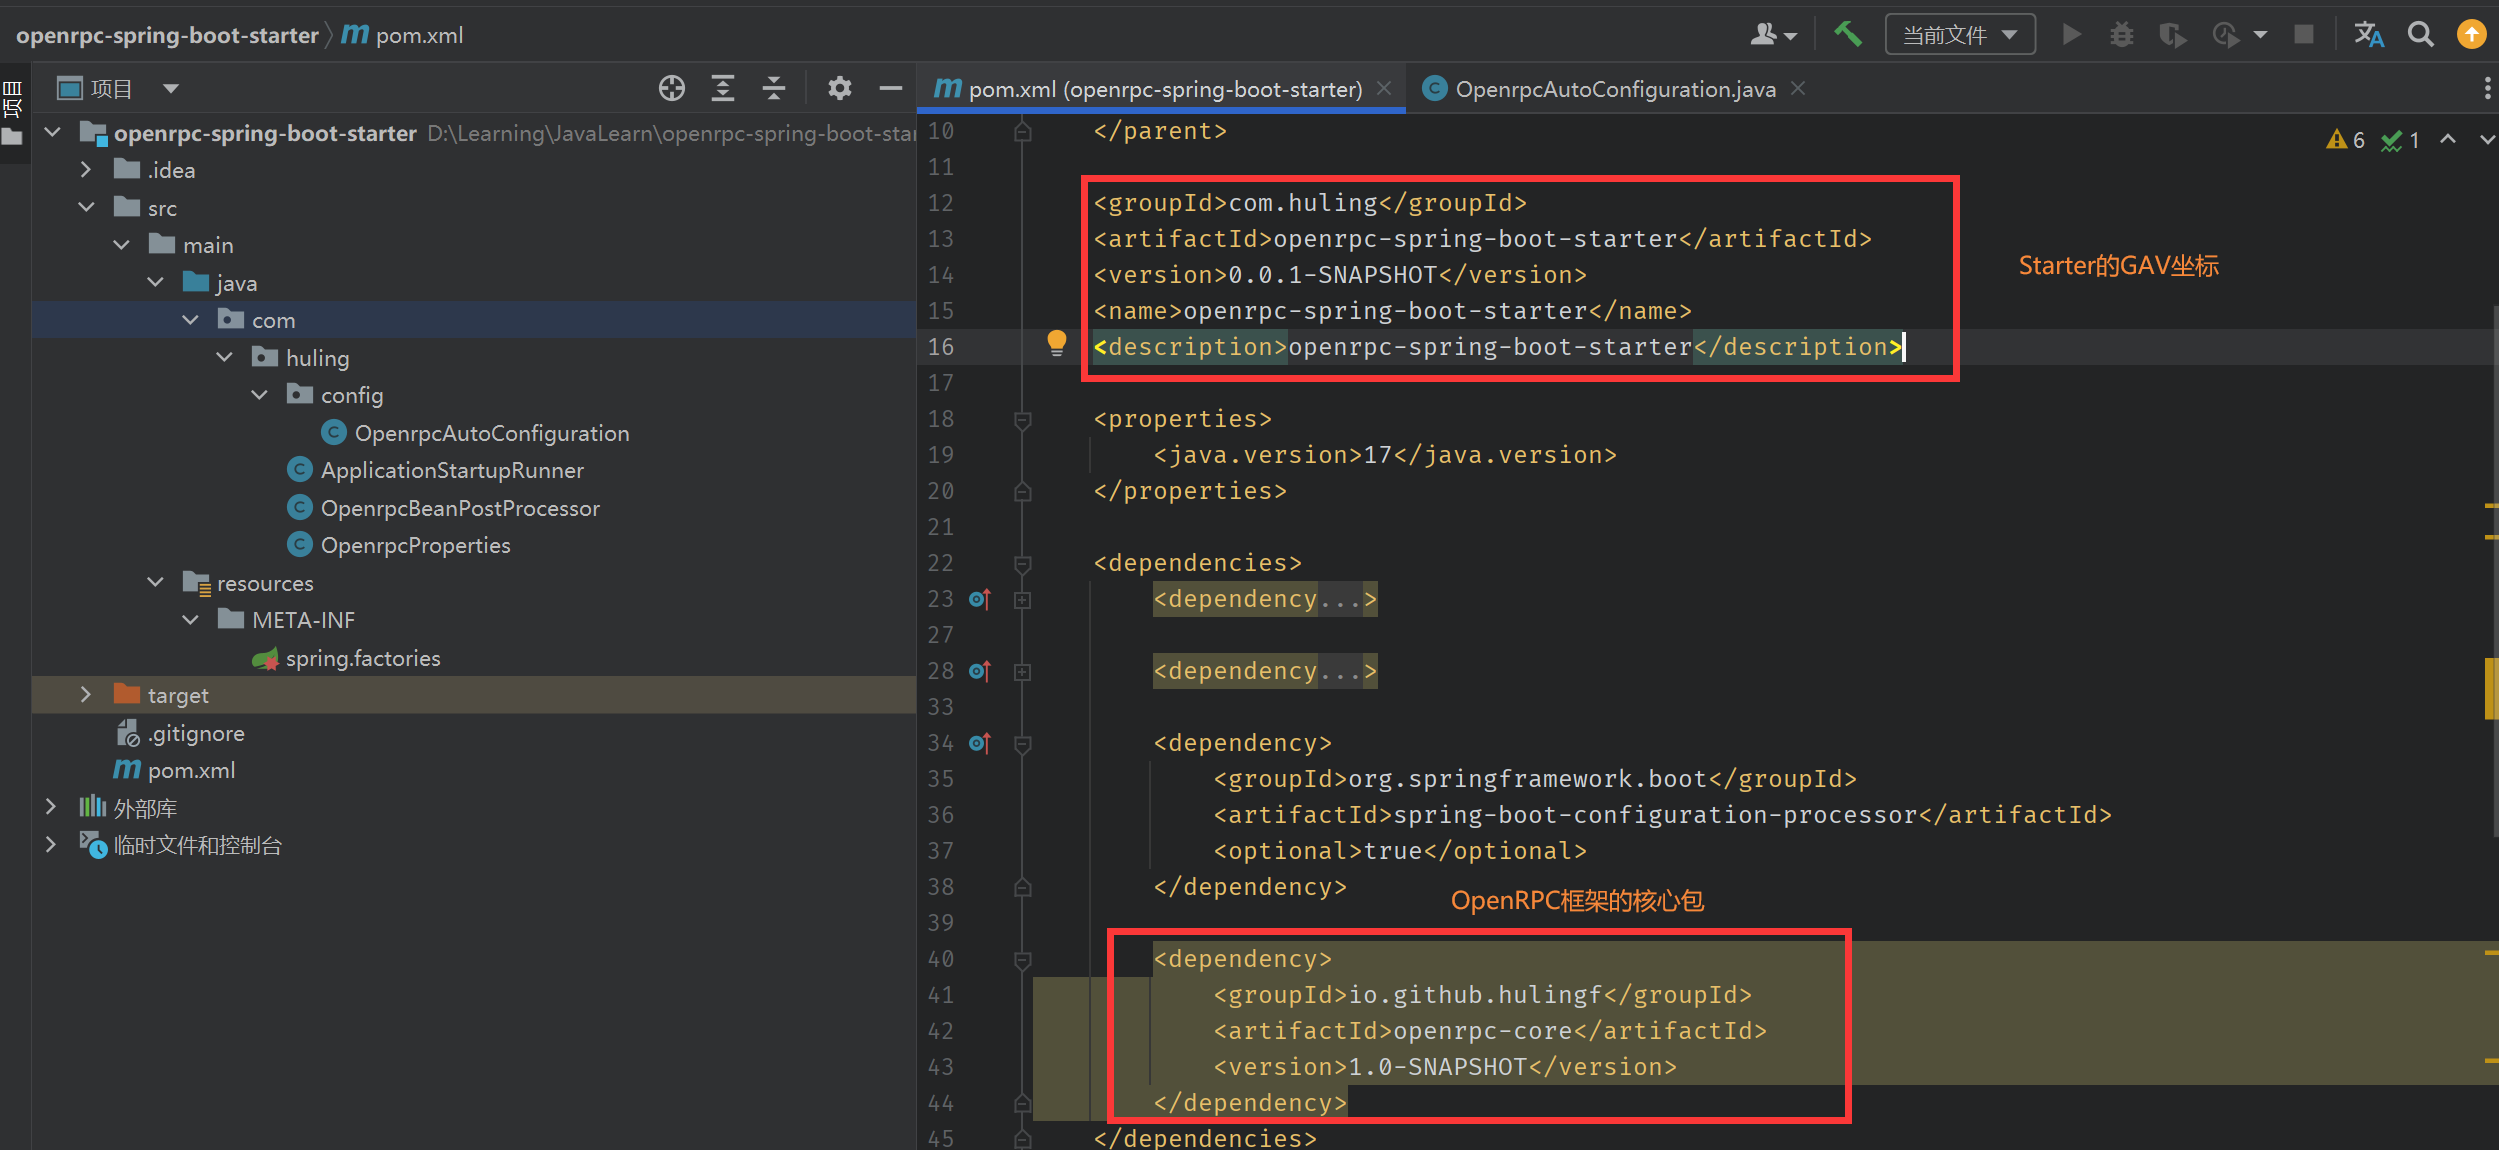 openrpc-spring-boot-starter
pom.xml
当前文件
项目
项目
openrpc-spring-boot-starter D:\Learning\JavaLearn\openrpc-spring-boot-star
.idea
src
main
java
com
huling
config
OpenrpcAutoConfiguration
ApplicationStartupRunner
OpenrpcBeanPostProcessor
OpenrpcProperties
resources
META-INF
spring.factories
target
.gitignore
pom.xml
外部库
临时文件和控制台
pom.xml (openrpc-spring-boot-starter)
OpenrpcAutoConfiguration.java
6 1
10 </parent>
11
12 <groupId>com.huling</groupId>
13 <artifactId>openrpc-spring-boot-starter</artifactId>
Starter的GAV坐标
14 <version>0.0.1-SNAPSHOT</version>
15 <name>openrpc-spring-boot-starter</name>
16 <description>openrpc-spring-boot-starter</description>
17
18 <properties>
19 <java.version>17</java.version>
20 </properties>
21
22 <dependencies>
23 <dependency...>
27
28 <dependency...>
33
34 <dependency>
35 <groupId>org.springframework.boot</groupId>
36 <artifactId>spring-boot-configuration-processor</artifactId>
37 <optional>true</optional>
38 </dependency>
OpenRPC框架的核心包
39
40 <dependency>
41 <groupId>io.github.hulingf</groupId>
42 <artifactId>openrpc-core</artifactId>
43 <version>1.0-SNAPSHOT</version>
44 </dependency>
45 </dependencies>